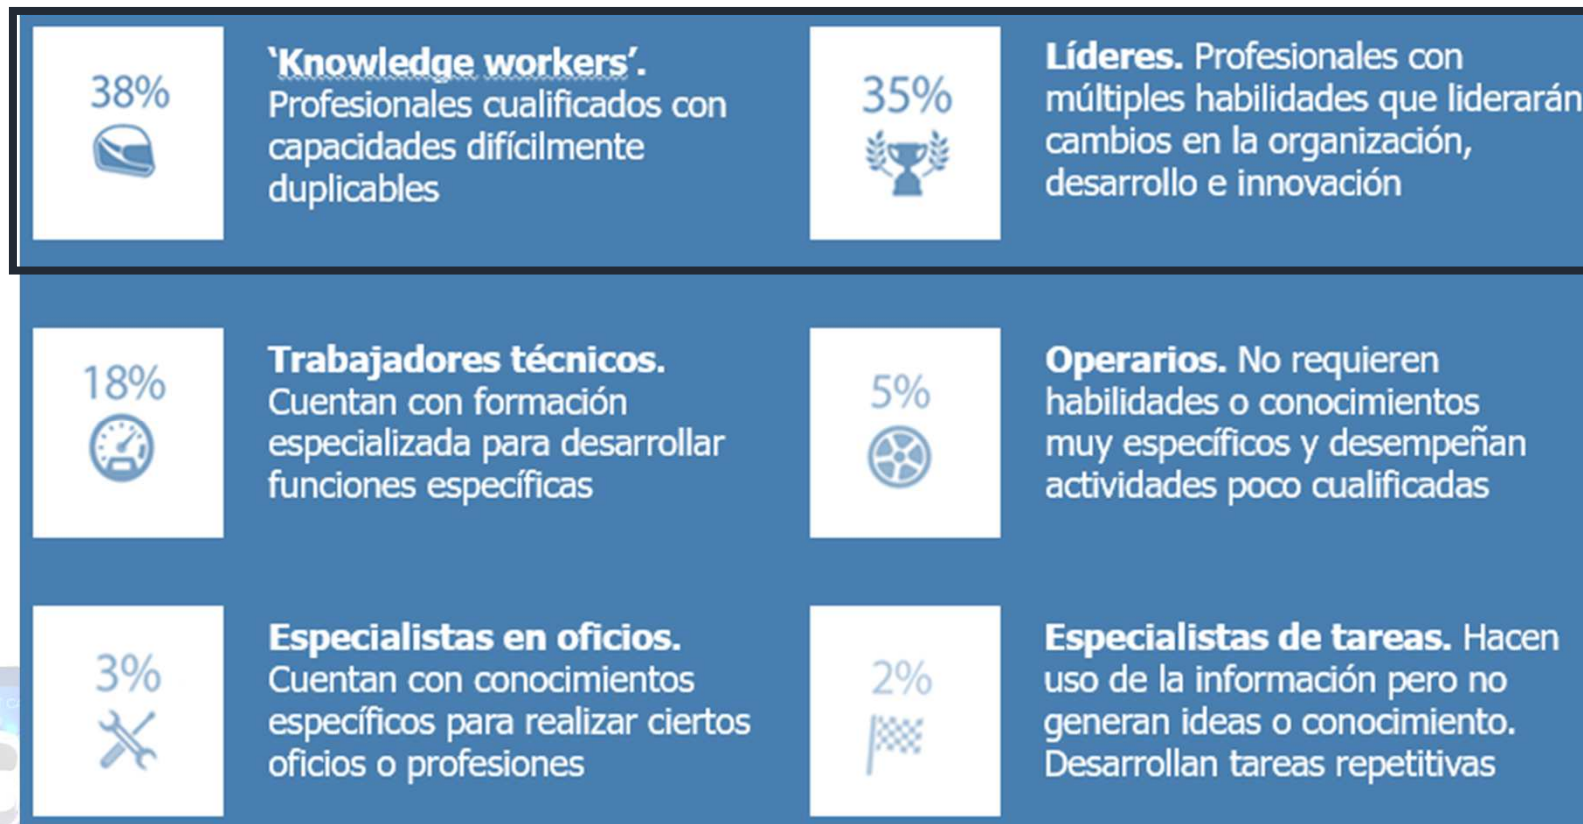 38%
‘Knowledge workers’.
Profesionales cualificados con
capacidades difícilmente
duplicables
35%
Líderes. Profesionales con
múltiples habilidades que liderarán
cambios en la organización,
desarrollo e innovación
18%
Trabajadores técnicos.
Cuentan con formación
especializada para desarrollar
funciones específicas
5%
Operarios. No requieren
habilidades o conocimientos
muy específicos y desempeñan
actividades poco cualificadas
3%
Especialistas en oficios.
Cuentan con conocimientos
específicos para realizar ciertos
oficios o profesiones
2%
Especialistas de tareas. Hacen
uso de la información pero no
generan ideas o conocimiento.
Desarrollan tareas repetitivas